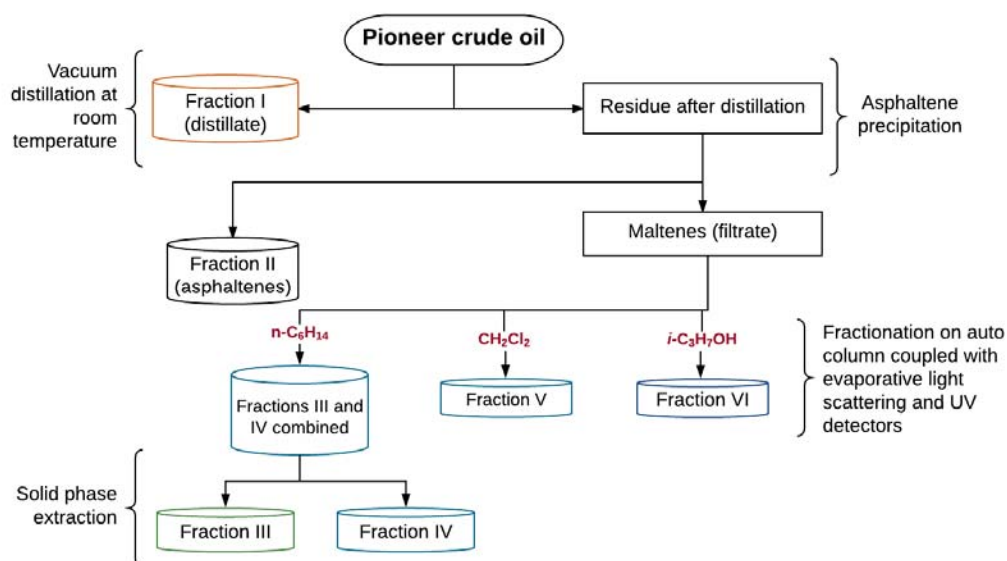 Pioneer crude oil
Vacuum
distillation at
room
temperature
Fraction I
(distillate)
Residue after distillation
Asphaltene
precipitation
Fraction II
(asphaltenes)
Maltenes (filtrate)
n-C₆H₁₄
CH₂Cl₂
i-C₃H₇OH
Fractions III and
IV combined
Fraction V
Fraction VI
Fractionation on auto
column coupled with
evaporative light
scattering and UV
detectors
Solid phase
extraction
Fraction III
Fraction IV